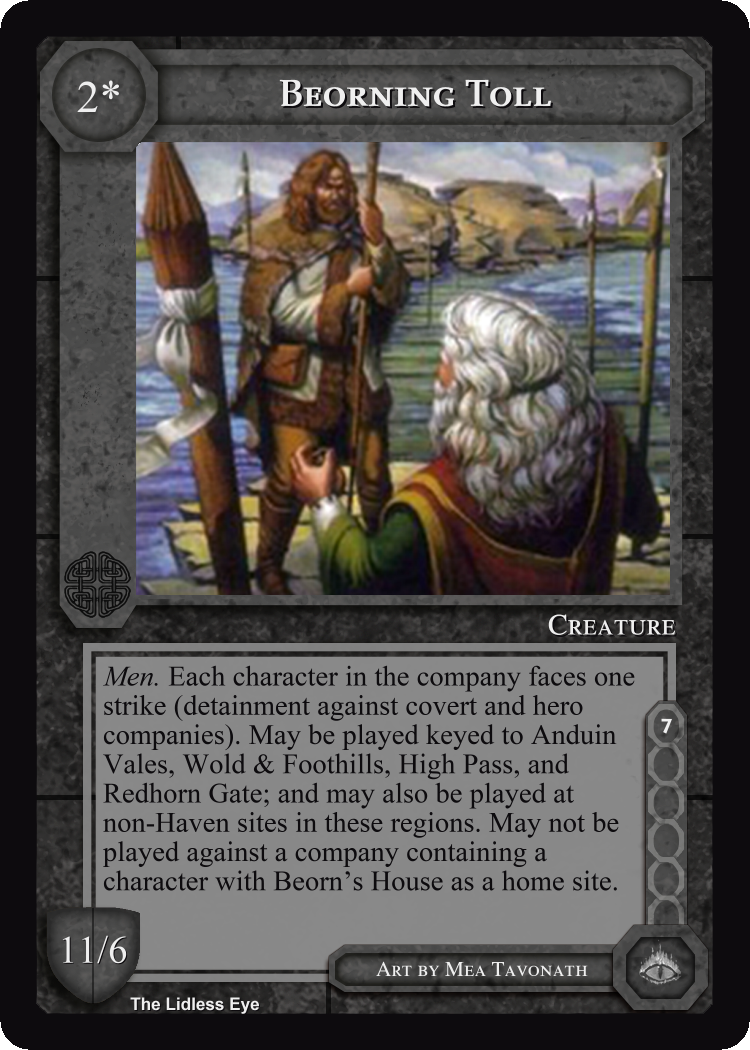 2*
Beorning Toll
Creature
Men. Each character in the company faces one
strike (detainment against covert and hero
companies). May be played keyed to Anduin
Vales, Wold & Foothills, High Pass, and
Redhorn Gate; and may also be played at
non-Haven sites in these regions. May not be
played against a company containing a
character with Beorn's House as a home site.
7
11/6
Art by Mea Tavonath
The Lidless Eye